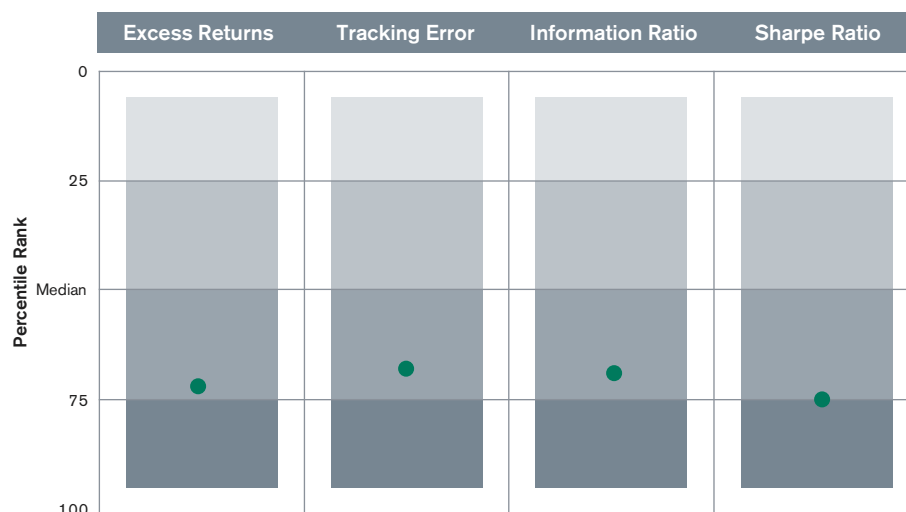 Excess Returns
Tracking Error
Information Ratio
Sharpe Ratio
0
25
Median
75
100
Percentile Rank